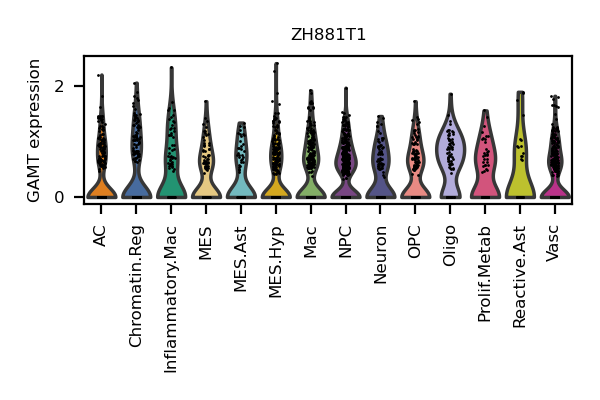 ZH881T1
GAMT expression
2
0
AC
Chromatin.Reg
Inflammatory.Mac
MES
MES.Ast
MES.Hyp
Mac
NPC
Neuron
OPC
Oligo
Prolif.Metab
Reactive.Ast
Vasc